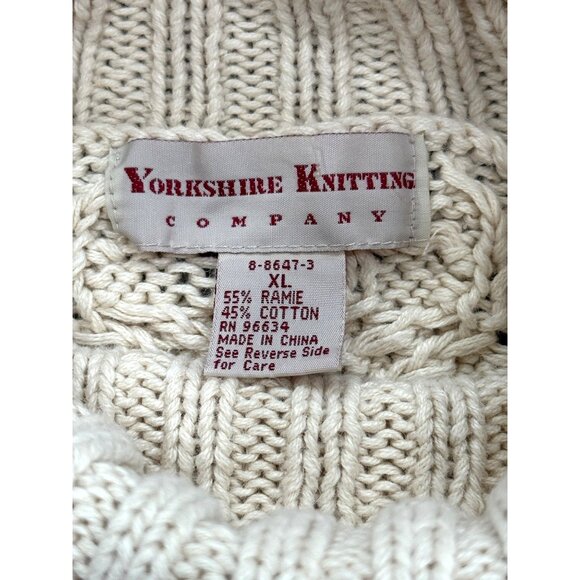 YORKSHIRE KNITTING
COMPANY
8-8647-3
XL
55% RAMIE
45% COTTON
RN 96634
MADE IN CHINA
See Reverse Side
for Care